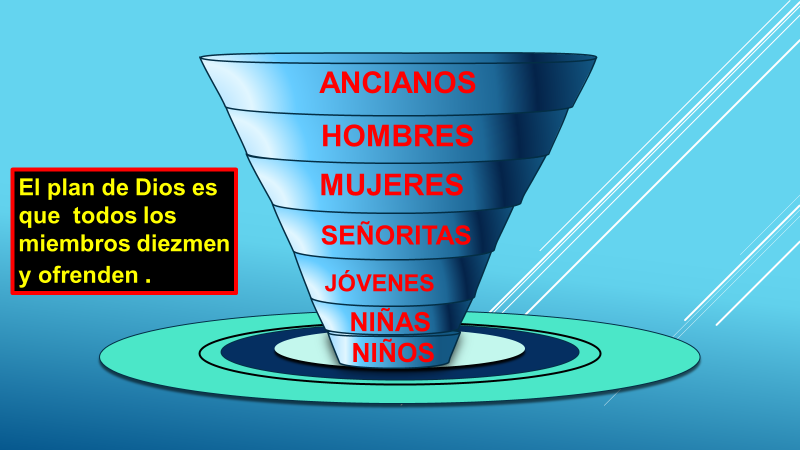 ANCIANOS
HOMBRES
MUJERES
SEÑORITAS
JÓVENES
NIÑAS
NIÑOS
El plan de Dios es
que  todos los
miembros diezmen
y ofrenden .